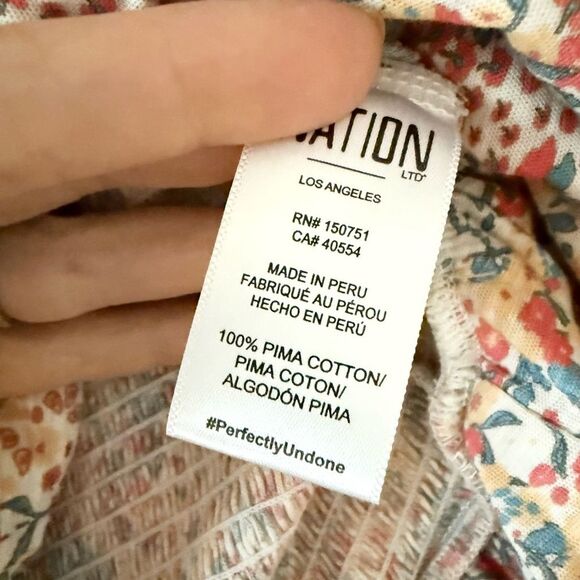 NATION
LTD
LOS ANGELES
RN# 150751
CA# 40554
MADE IN PERU
FABRIQUÉ AU PÉROU
HECHO EN PERÚ
100% PIMA COTTON/
PIMA COTON/
ALGODÓN PIMA
#PerfectlyUndone